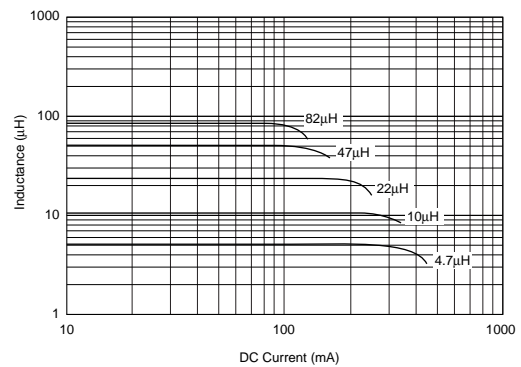 1000
100
10
1
Inductance (μH)
82μH
47μH
22μH
10μH
4.7μH
10
100
1000
DC Current (mA)